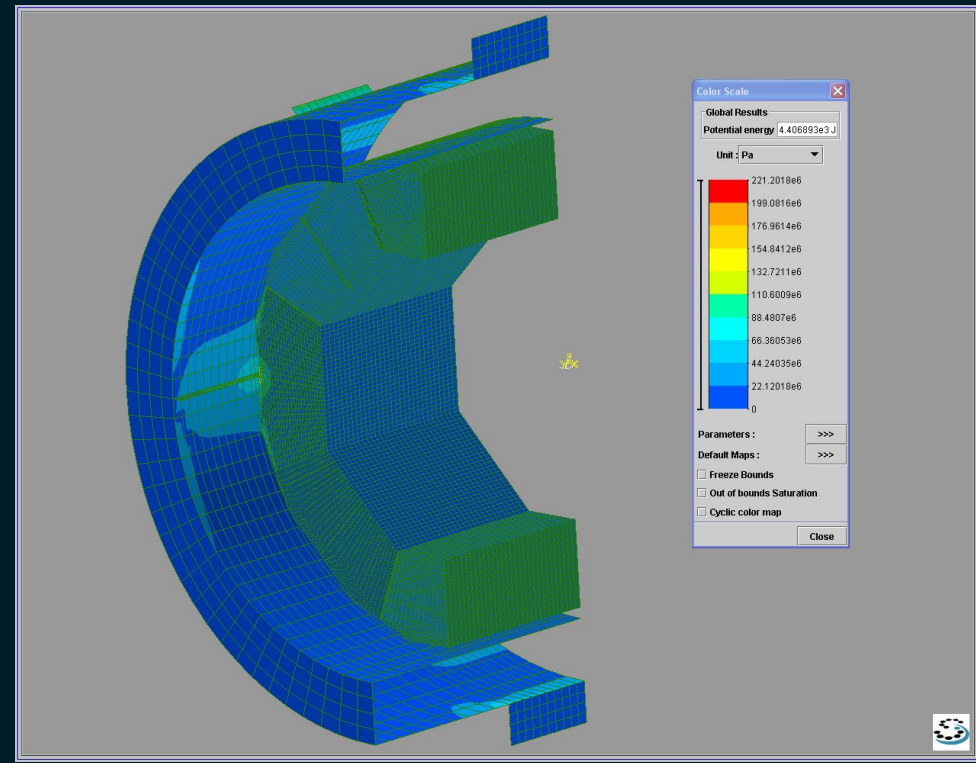 Color Scale
Global Results
Potential energy 4.406893e3 J
Unit : Pa
221.2018e6
199.0816e6
176.9614e6
154.8412e6
132.7211e6
110.6009e6
88.4807e6
66.36053e6
44.24035e6
22.12018e6
0
Parameters : >>>
Default Maps : >>>
Freeze Bounds
Out of bounds Saturation
Cyclic color map
Close